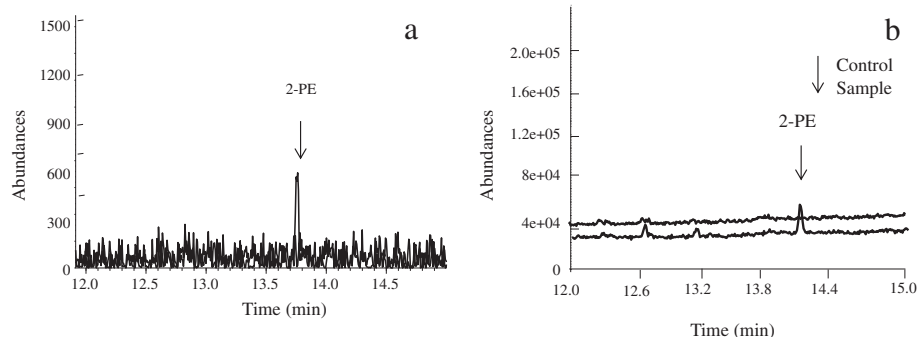 a
1500
1200
900
600
300
0
Abundances
2-PE
12.0 12.5 13.0 13.5 14.0 14.5
Time (min)
b
2.0e+05
1.6e+05
1.2e+05
8e+04
4e+04
0
Abundances
Control
Sample
2-PE
12.0 12.6 13.2 13.8 14.4 15.0
Time (min)